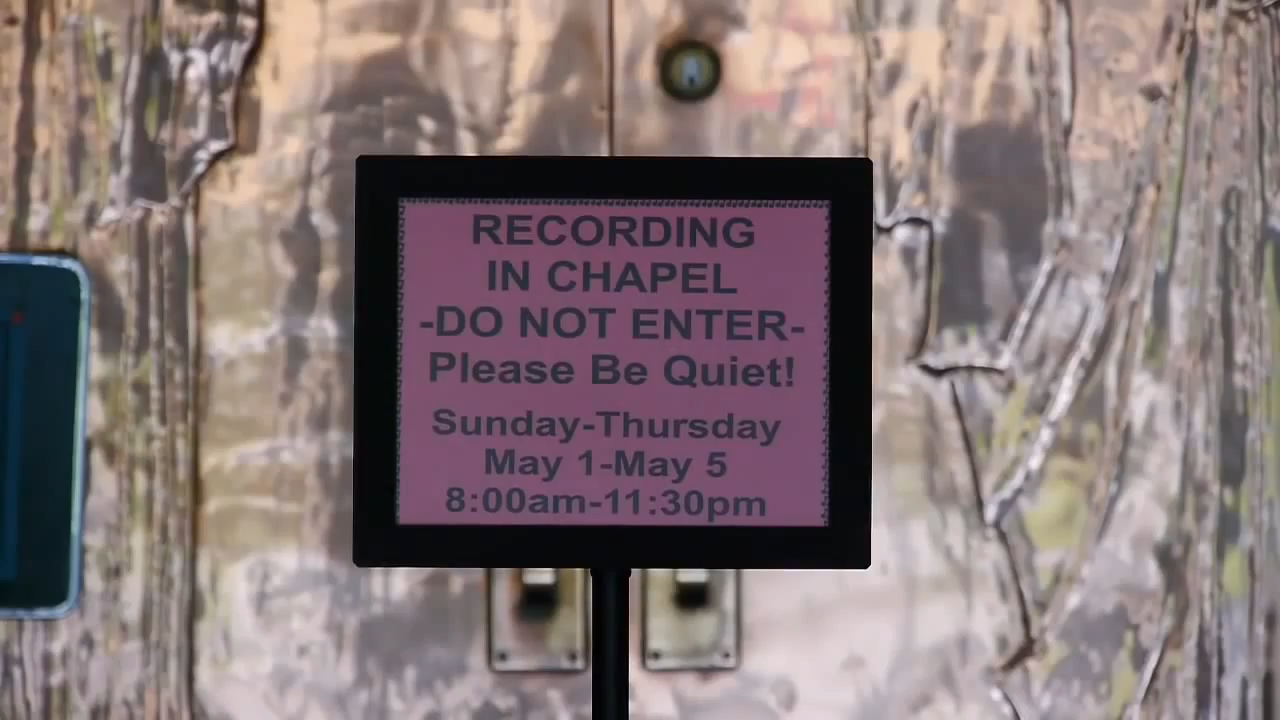 RECORDING
IN CHAPEL
-DO NOT ENTER-
Please Be Quiet!
Sunday-Thursday
May 1-May 5
8:00am-11:30pm